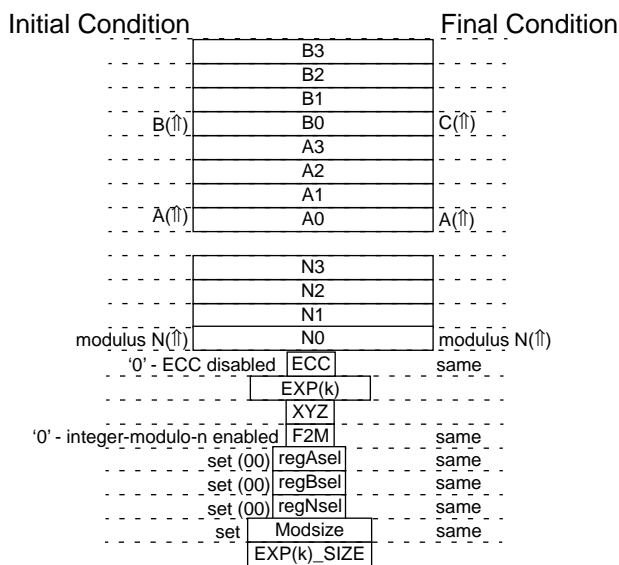 Initial Condition Final Condition
B3
B2
B1
B(⇑) B0 C(⇑)
A3
A2
A1
A(⇑) A0 A(⇑)
N3
N2
N1
modulus N(⇑) N0 modulus N(⇑)
‘0’ - ECC disabled ECC same
EXP(k)
XYZ
‘0’ - integer-modulo-n enabled F2M same
set (00) regAsel same
set (00) regBsel same
set (00) regNsel same
set Modsize same
EXP(k)_SIZE